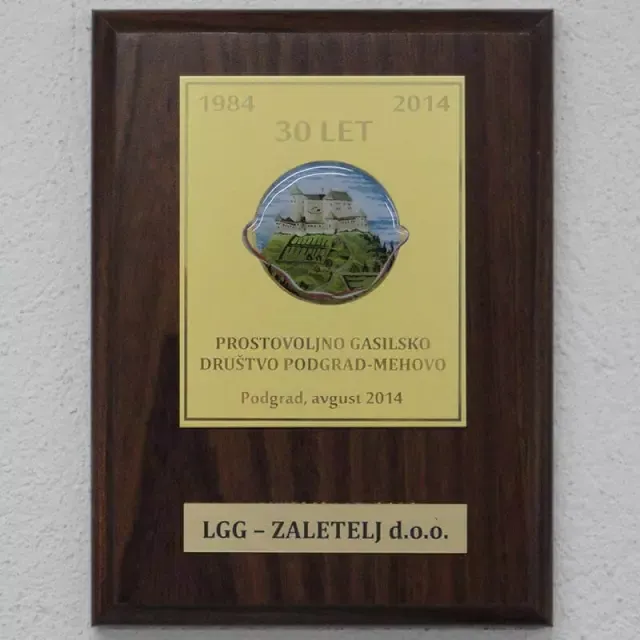 1984 2014
30 LET
PROSTOVOLJNO GASILSKO
DRUŠTVO PODGRAD-MEHOVO
Podgrad, avgust 2014
LGG – ZALETELJ d.o.o.